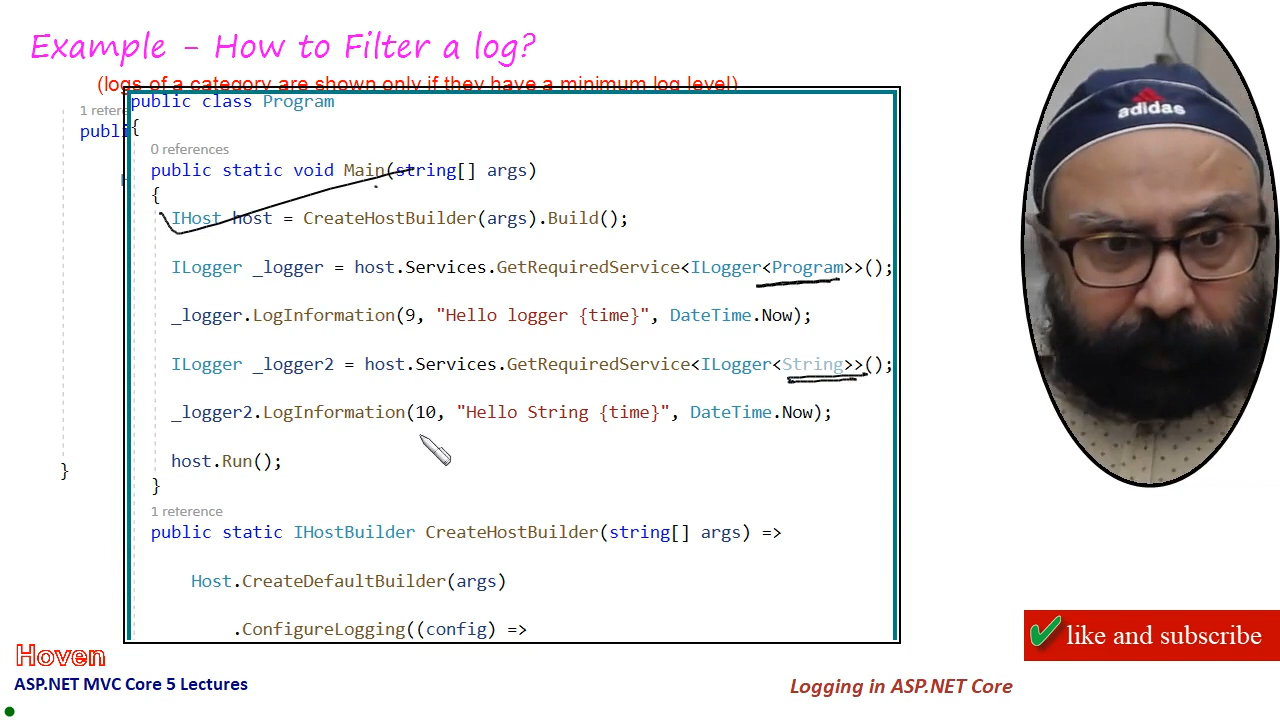 Example - How to Filter a log?
(logs of a category are shown only if they have a minimum log level)
1 refere
publi
public class Program
{
0 references
public static void Main(string[] args)
{
IHost host = CreateHostBuilder(args).Build();
ILogger _logger = host.Services.GetRequiredService<ILogger<Program>>();
_logger.LogInformation(9, "Hello logger {time}", DateTime.Now);
ILogger _logger2 = host.Services.GetRequiredService<ILogger<String>>();
_logger2.LogInformation(10, "Hello String {time}", DateTime.Now);
host.Run();
}
}
1 reference
public static IHostBuilder CreateHostBuilder(string[] args) =>
Host.CreateDefaultBuilder(args)
.ConfigureLogging((config) =>
adidas
like and subscribe
Hoven
ASP.NET MVC Core 5 Lectures
Logging in ASP.NET Core